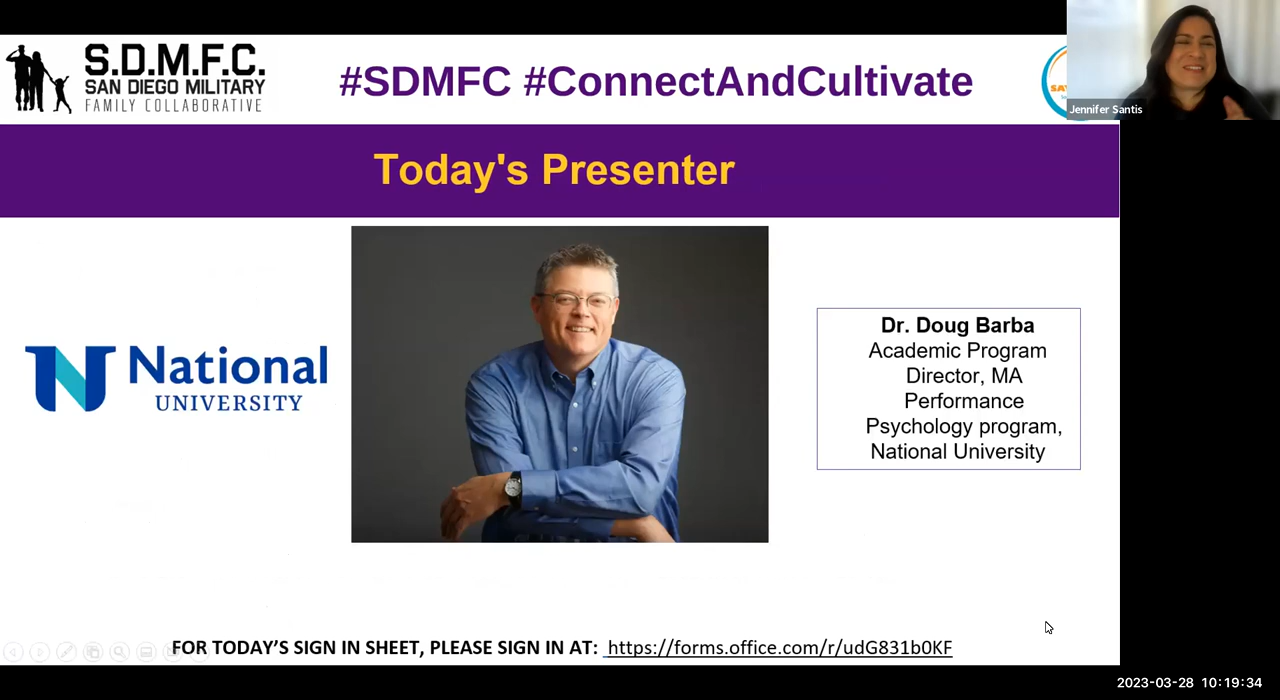 S.D.M.F.C.
SAN DIEGO MILITARY
FAMILY COLLABORATIVE
#SDMFC #ConnectAndCultivate
Jennifer Santis
Today's Presenter
National
UNIVERSITY
Dr. Doug Barba
Academic Program
Director, MA
Performance
Psychology program,
National University
FOR TODAY'S SIGN IN SHEET, PLEASE SIGN IN AT: https://forms.office.com/r/udG831b0KF
2023-03-28 10:19:34